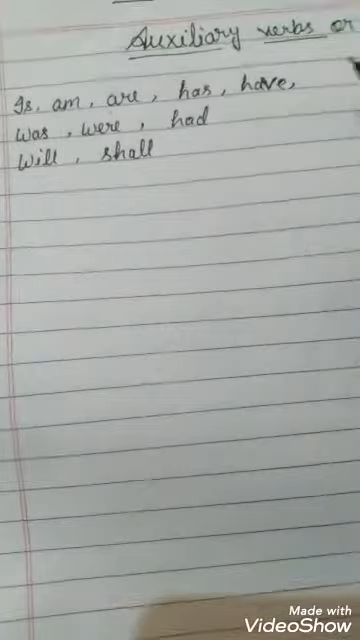 Auxiliary verbs or
Is, am, are, has, have,
was, were, had
Will, shall
Made with
VideoShow